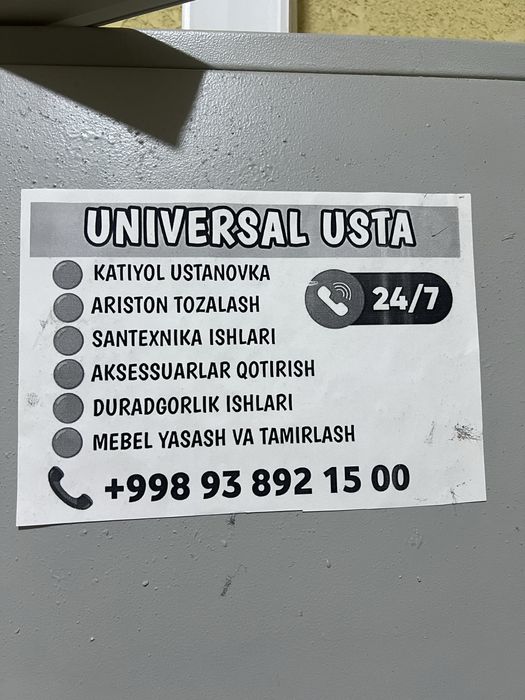 UNIVERSAL USTA
KATIYOL USTANOVKA
ARISTON TOZALASH
24/7
SANTEXNIKA ISHLARI
AKSESSUARLAR QOTIRISH
DURADGORLIK ISHLARI
MEBEL YASASH VA TAMIRLASH
+998 93 892 15 00